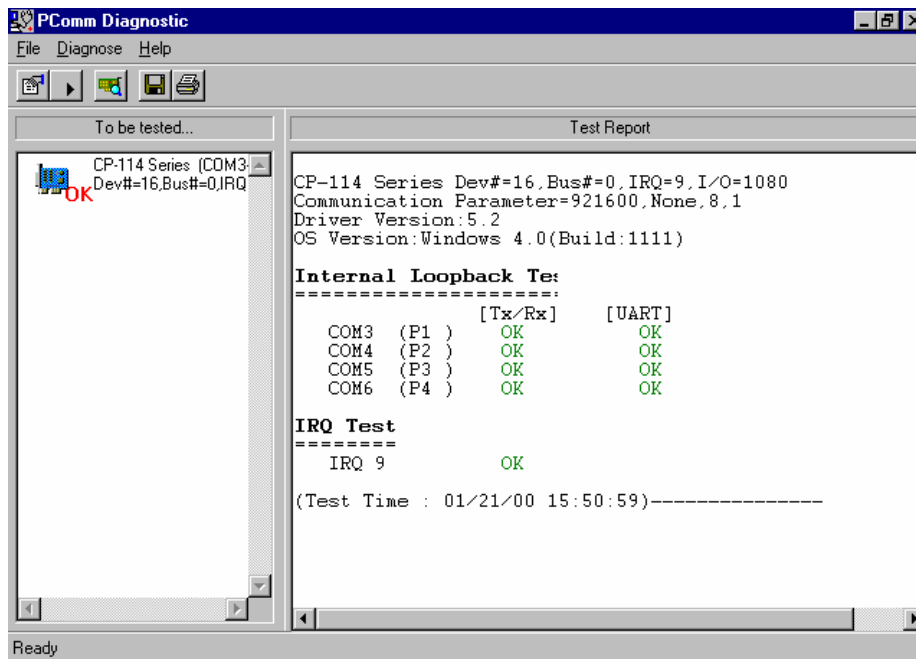 PComm Diagnostic
File Diagnose Help
To be tested...
Test Report
CP-114 Series (COM3-
Dev#=16,Bus#=0,IRQ
OK
CP-114 Series Dev#=16,Bus#=0,IRQ=9,I/O=1080
Communication Parameter=921600,None,8,1
Driver Version:5.2
OS Version:Windows 4.0(Build:1111)
Internal Loopback Tes
======================
[Tx/Rx] [UART]
COM3 (P1 ) OK OK
COM4 (P2 ) OK OK
COM5 (P3 ) OK OK
COM6 (P4 ) OK OK
IRQ Test
========
IRQ 9 OK
(Test Time : 01/21/00 15:50:59)---------------
Ready